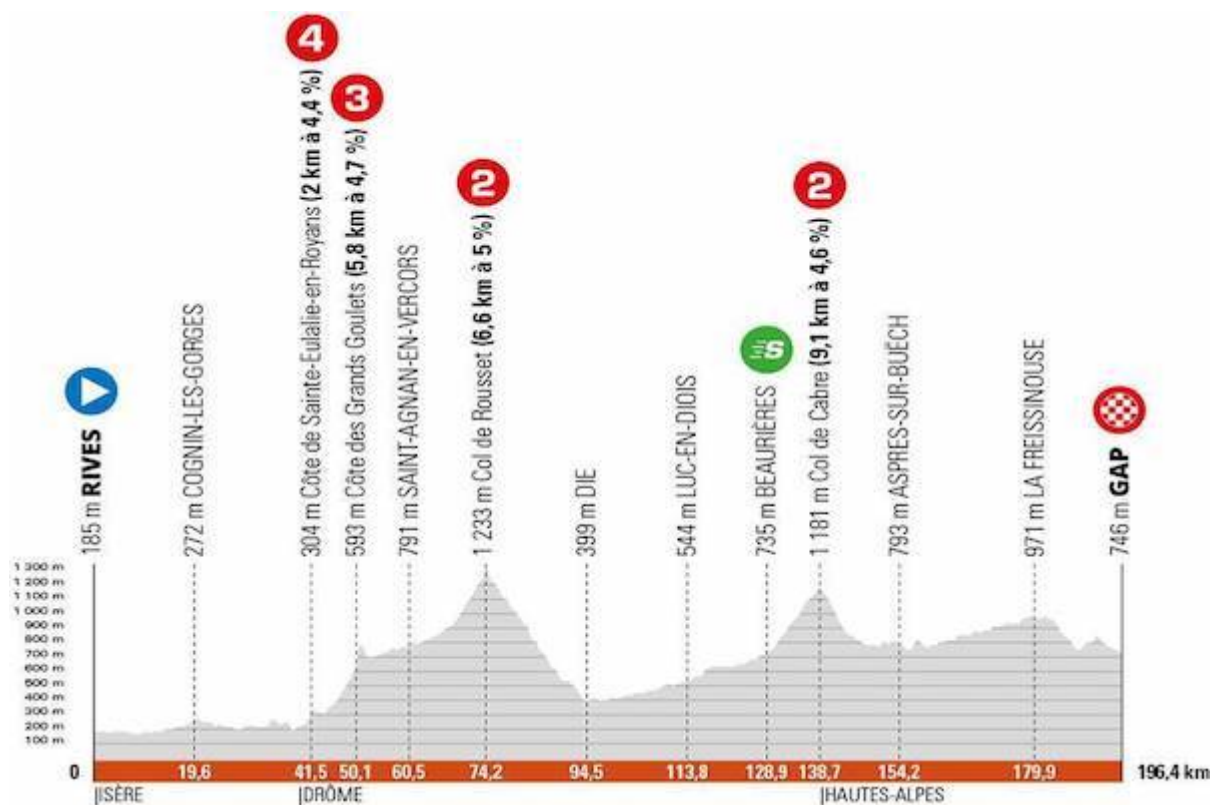 4
3
2
2
S
185 m RIVES
272 m COGNIN-LES-GORGES
304 m Côte de Sainte-Eulalie-en-Royans (2 km à 4,4 %)
593 m Côte des Grands Goulets (5,8 km à 4,7 %)
791 m SAINT-AGNAN-EN-VERCORS
1 233 m Col de Rousset (6,6 km à 5 %)
399 m DIE
544 m LUC-EN-DIOIS
735 m BEAURIÈRES
1 181 m Col de Cabre (9,1 km à 4,6 %)
793 m ASPRES-SUR-BUËCH
971 m LA FREISSINOUSE
746 m GAP
1 300 m
1 200 m
1 100 m
1 000 m
900 m
800 m
700 m
600 m
500 m
400 m
300 m
200 m
100 m
0 19,6 41,5 50,1 60,5 74,2 94,5 113,8 128,9 138,7 154,2 179,9 196,4 km
|ISÈRE |DRÔME |HAUTES-ALPES